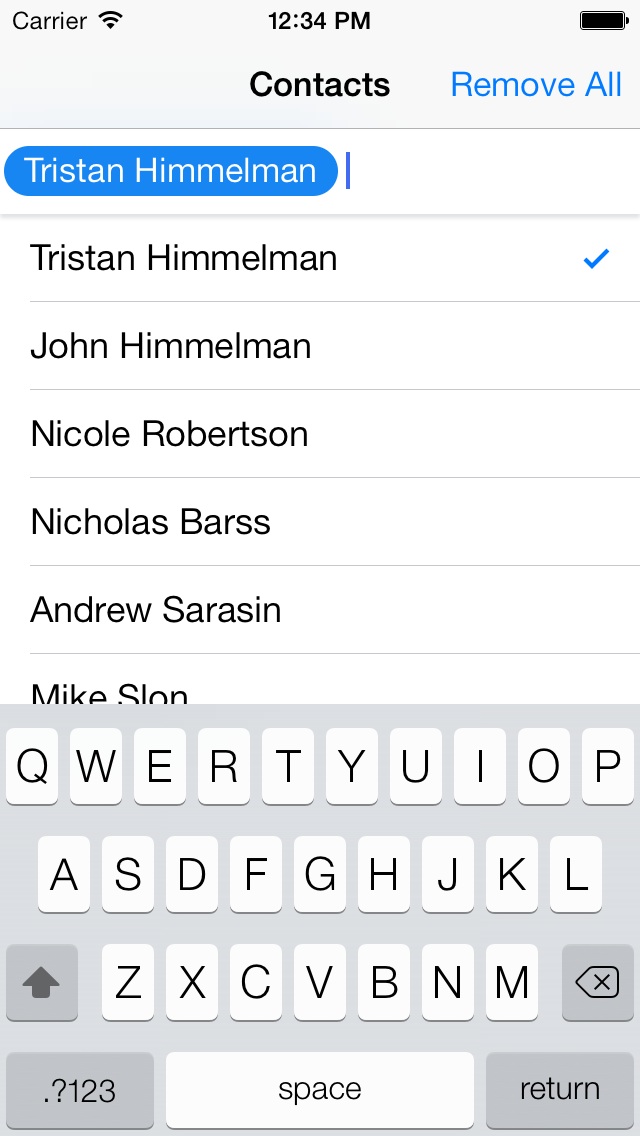 Carrier 12:34 PM
Contacts Remove All
Tristan Himmelman
Tristan Himmelman
John Himmelman
Nicole Robertson
Nicholas Barss
Andrew Sarasin
Mike Slon
Q W E R T Y U I O P
A S D F G H J K L
Z X C V B N M
.?123 space return